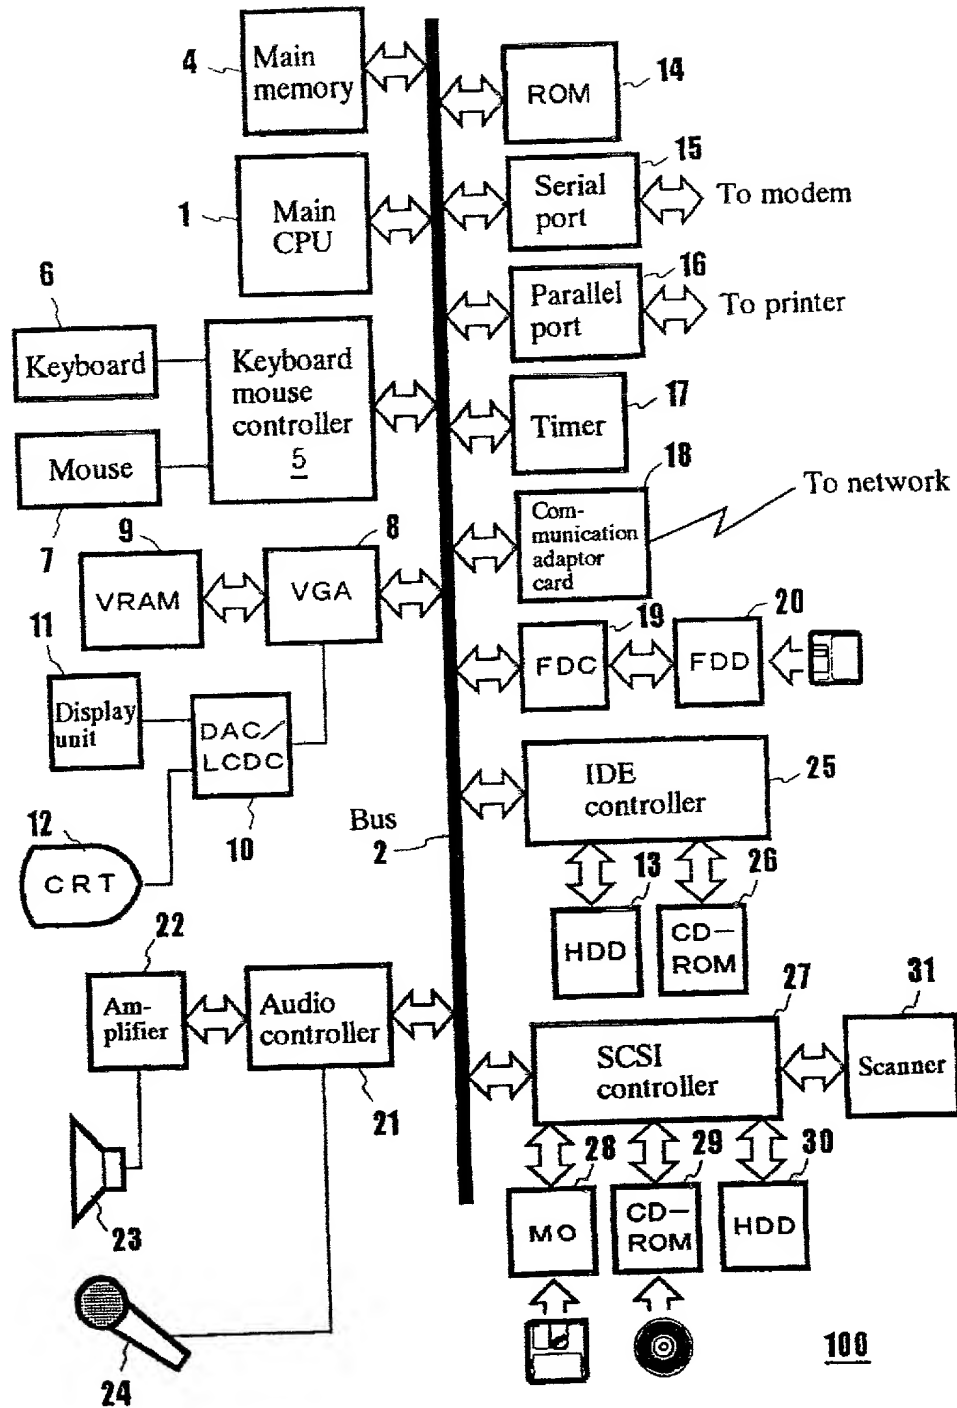 4
Main
memory
14
ROM
1
Main
CPU
15
Serial
port
To modem
16
Parallel
port
To printer
6
Keyboard
Keyboard
mouse
controller
5
7
Mouse
17
Timer
18
Com-
munication
adaptor
card
To network
9
VRAM
8
VGA
19
FDC
20
FDD
11
Display
unit
DAC/
LCDC
10
12
CRT
Bus
2
IDE
controller
25
13
HDD
26
CD-
ROM
22
Am-
plifier
Audio
controller
21
27
SCSI
controller
31
Scanner
23
24
28
MO
29
CD-
ROM
30
HDD
100